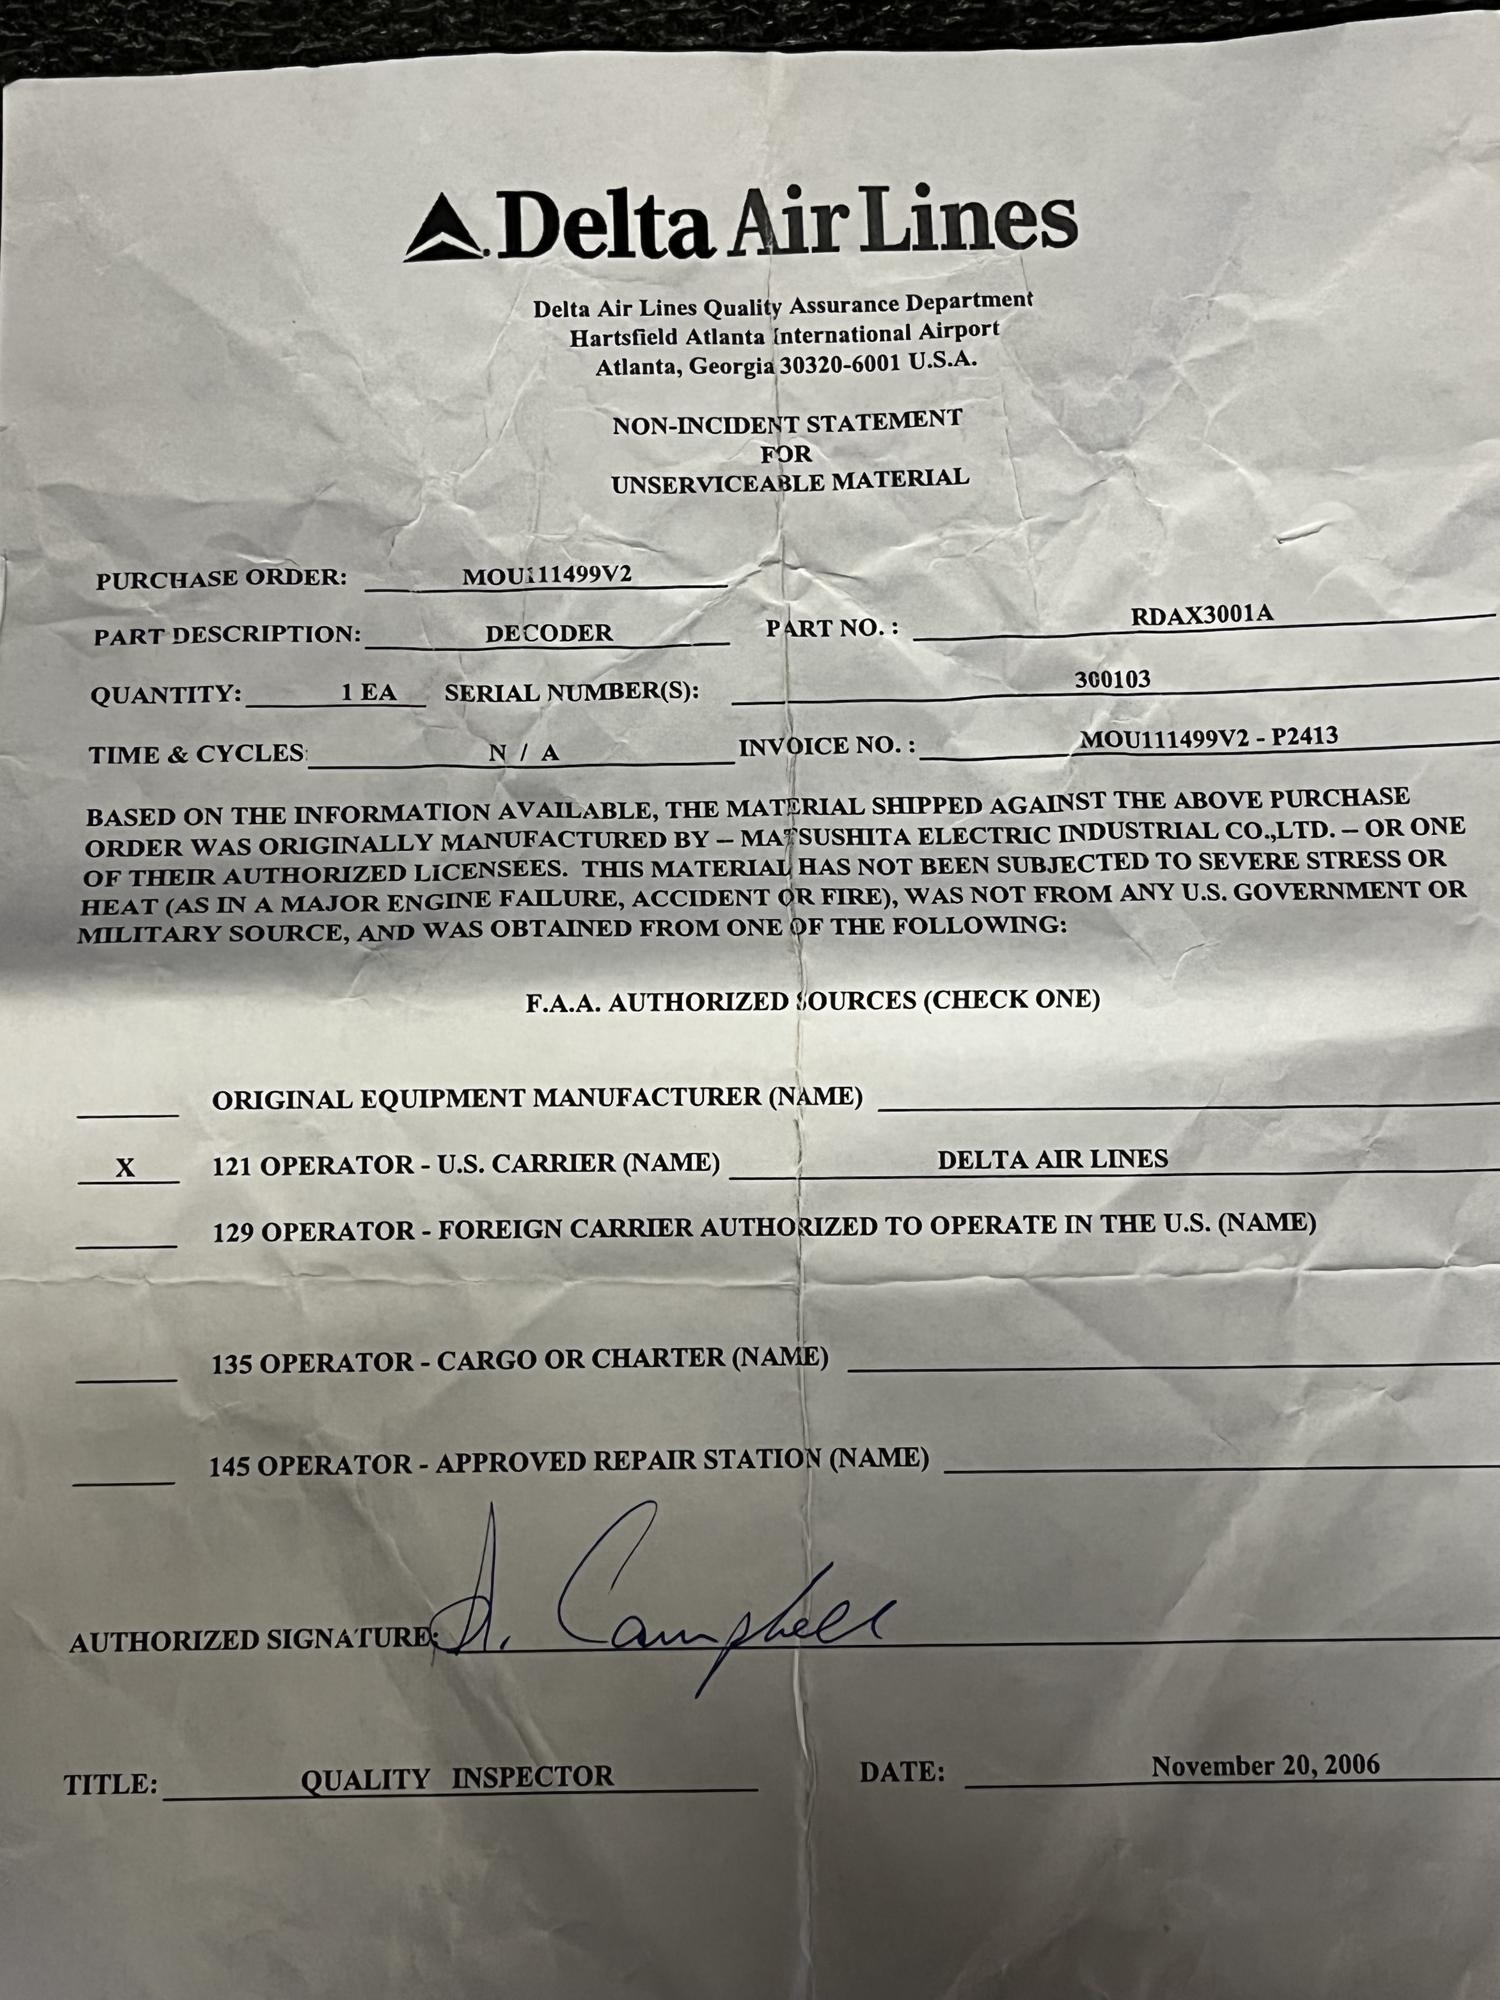 Delta Air Lines
Delta Air Lines Quality Assurance Department
Hartsfield Atlanta International Airport
Atlanta, Georgia 30320-6001 U.S.A.
NON-INCIDENT STATEMENT
FOR
UNSERVICEABLE MATERIAL
PURCHASE ORDER: MOU111499V2
PART DESCRIPTION: DECODER PART NO. : RDAX3001A
QUANTITY: 1 EA SERIAL NUMBER(S): 300103
TIME & CYCLES: N / A INVOICE NO. : MOU111499V2 - P2413
BASED ON THE INFORMATION AVAILABLE, THE MATERIAL SHIPPED AGAINST THE ABOVE PURCHASE
ORDER WAS ORIGINALLY MANUFACTURED BY – MATSUSHITA ELECTRIC INDUSTRIAL CO.,LTD. – OR ONE
OF THEIR AUTHORIZED LICENSEES. THIS MATERIAL HAS NOT BEEN SUBJECTED TO SEVERE STRESS OR
HEAT (AS IN A MAJOR ENGINE FAILURE, ACCIDENT OR FIRE), WAS NOT FROM ANY U.S. GOVERNMENT OR
MILITARY SOURCE, AND WAS OBTAINED FROM ONE OF THE FOLLOWING:
F.A.A. AUTHORIZED SOURCES (CHECK ONE)
ORIGINAL EQUIPMENT MANUFACTURER (NAME)
X 121 OPERATOR - U.S. CARRIER (NAME) DELTA AIR LINES
129 OPERATOR - FOREIGN CARRIER AUTHORIZED TO OPERATE IN THE U.S. (NAME)
135 OPERATOR - CARGO OR CHARTER (NAME)
145 OPERATOR - APPROVED REPAIR STATION (NAME)
AUTHORIZED SIGNATURE: A. Campbell
TITLE: QUALITY INSPECTOR DATE: November 20, 2006